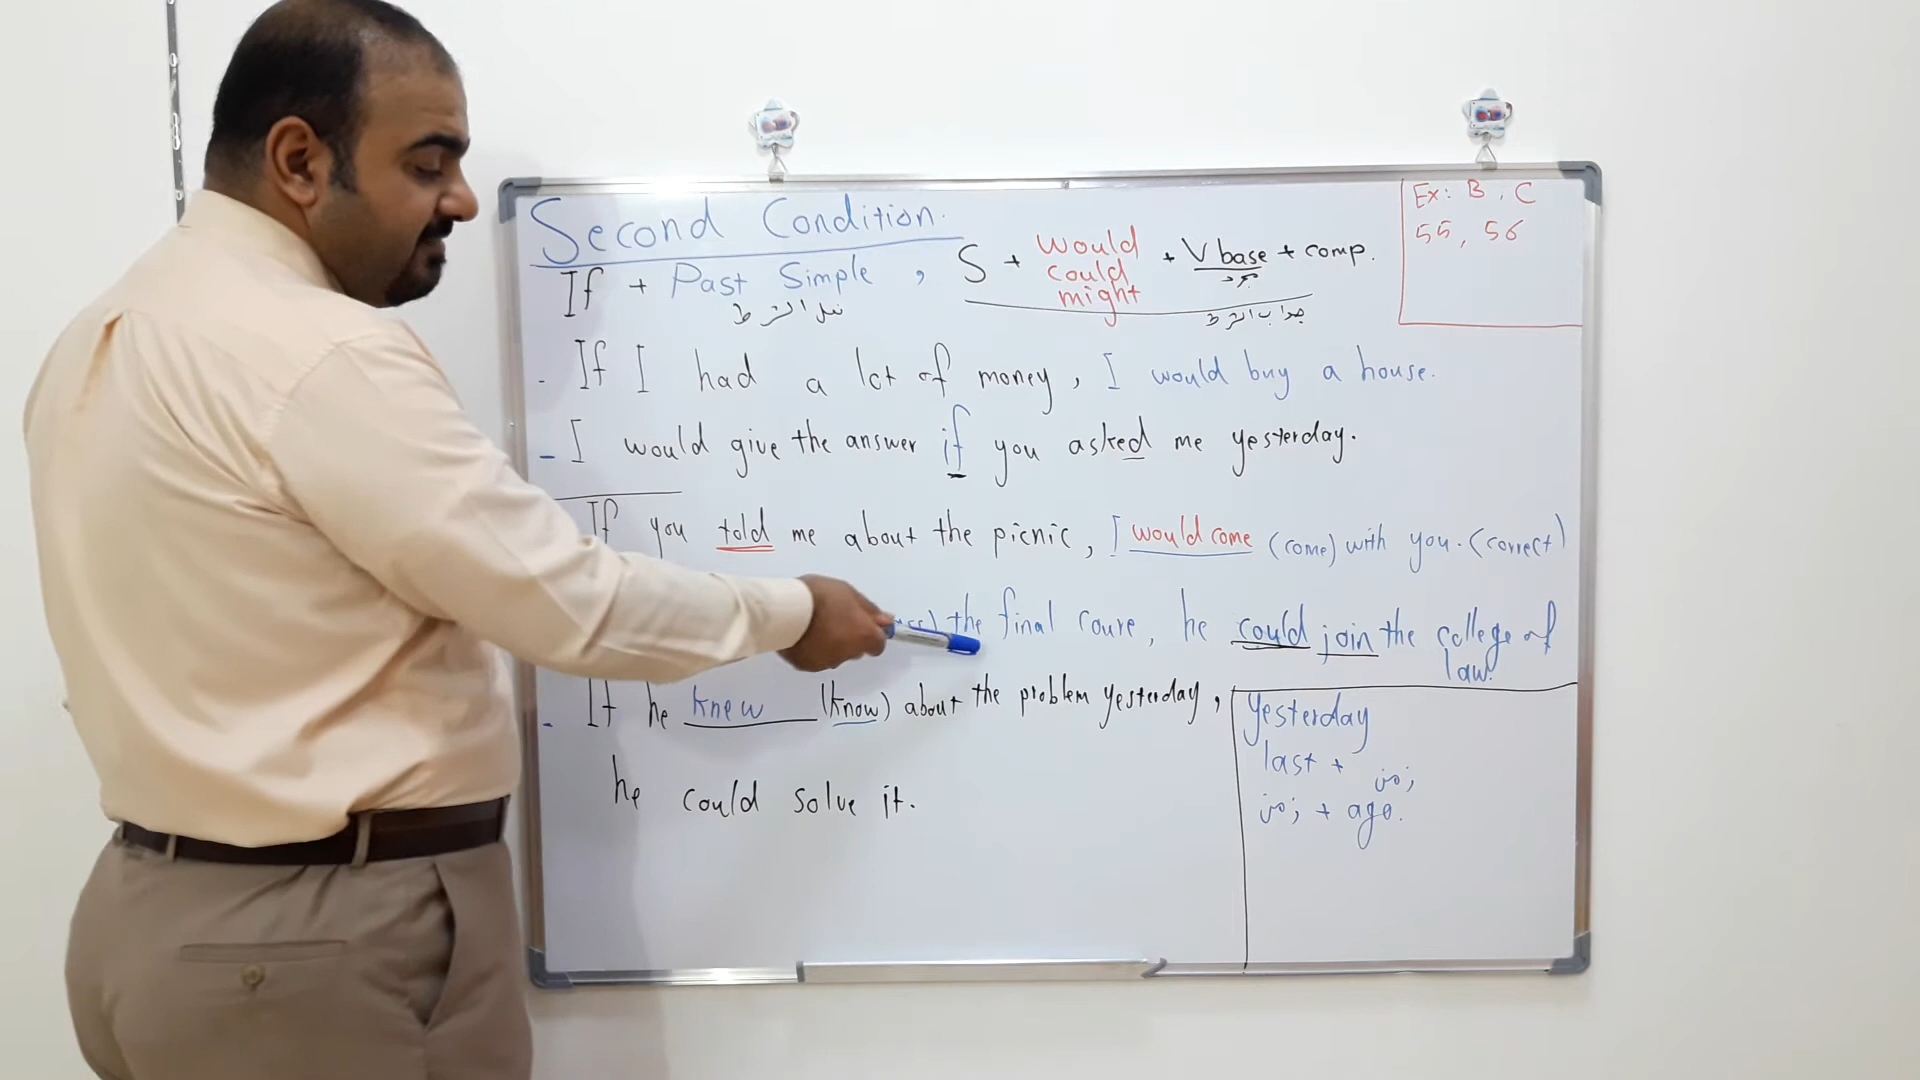 Second Condition.
If + Past Simple , S + would could might + V base + comp.
فعل الشرط
مجرد
جواب الشرط
Ex: B, C
55, 56
- If I had a lot of money, I would buy a house.
- I would give the answer if you asked me yesterday.
If you told me about the picnic, I would come (come) with you. (correct)
the final coure, he could join the college of law.
- If he knew (know) about the problem yesterday,
he could solve it.
yesterday
last + زمن
زمن + ago.